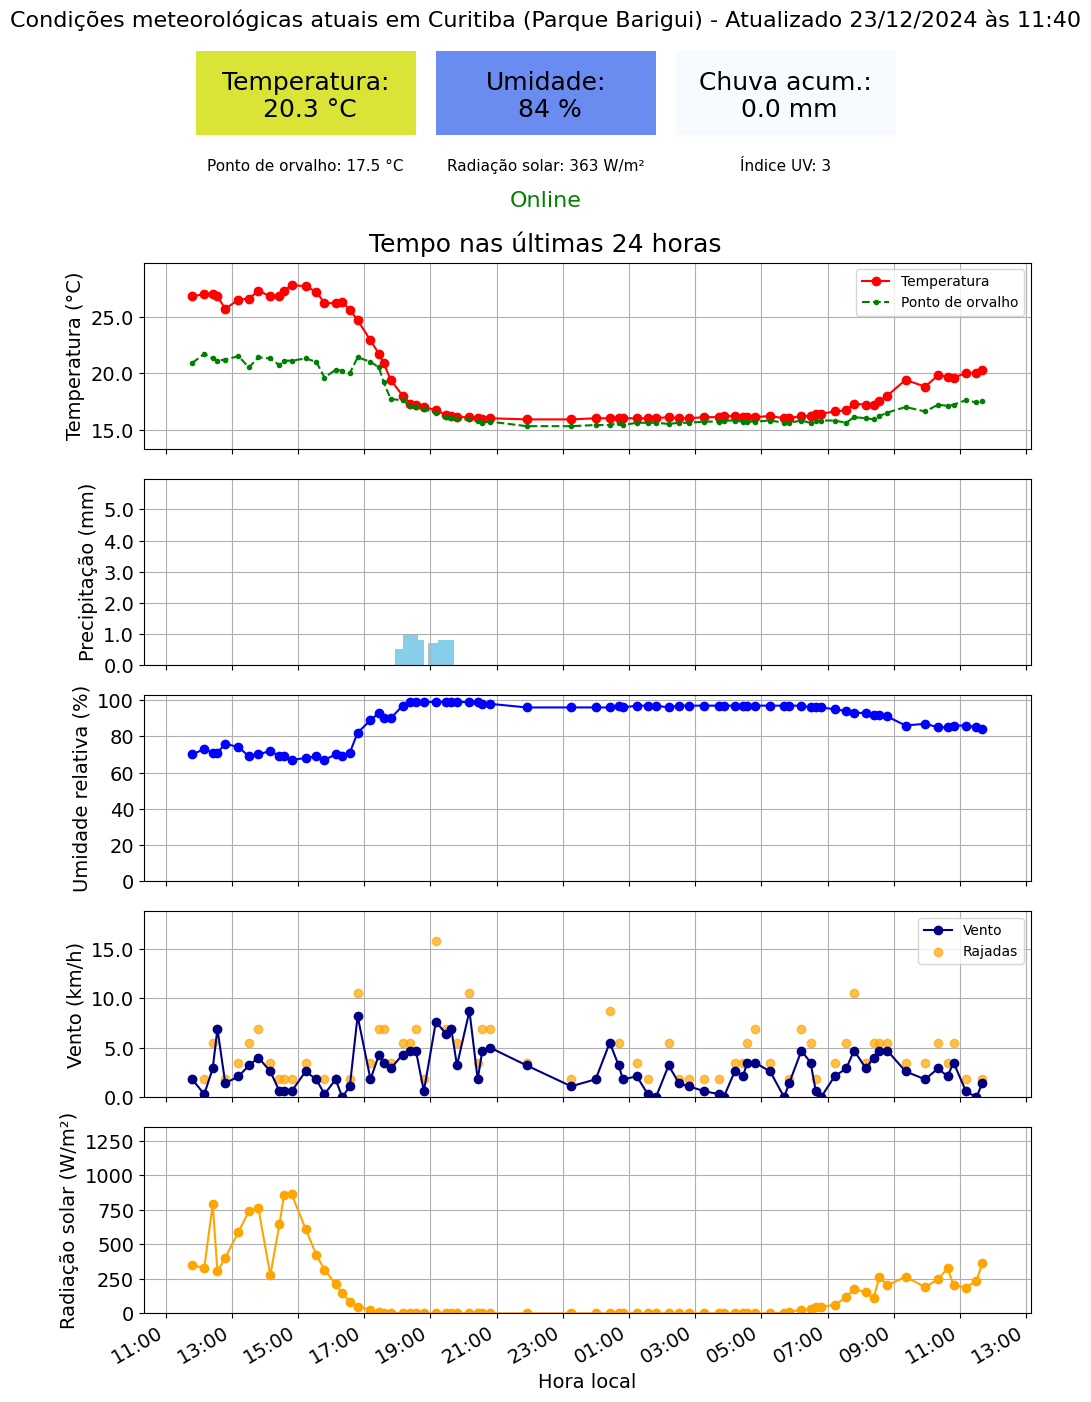 Condições meteorológicas atuais em Curitiba (Parque Barigui) - Atualizado 23/12/2024 às 11:40
Temperatura:
20.3 °C
Umidade:
84 %
Chuva acum.:
0.0 mm
Ponto de orvalho: 17.5 °C
Radiação solar: 363 W/m²
Índice UV: 3
Online
Tempo nas últimas 24 horas
Temperatura (°C)
25.0
20.0
15.0
Temperatura
Ponto de orvalho
Precipitação (mm)
5.0
4.0
3.0
2.0
1.0
0.0
Umidade relativa (%)
100
80
60
40
20
0
Vento (km/h)
15.0
10.0
5.0
0.0
Vento
Rajadas
Radiação solar (W/m²)
1250
1000
750
500
250
0
11:00
13:00
15:00
17:00
19:00
21:00
23:00
01:00
03:00
05:00
07:00
09:00
11:00
13:00
Hora local